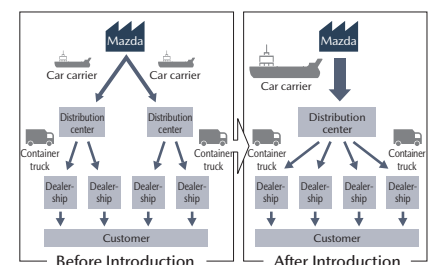 Mazda
Car carrier
Car carrier
Distribution
center
Distribution
center
Container
truck
Container
truck
Dealer-
ship
Dealer-
ship
Dealer-
ship
Dealer-
ship
Customer
Before Introduction
Mazda
Car carrier
Distribution
center
Container
truck
Container
truck
Dealer-
ship
Dealer-
ship
Dealer-
ship
Dealer-
ship
Customer
After Introduction